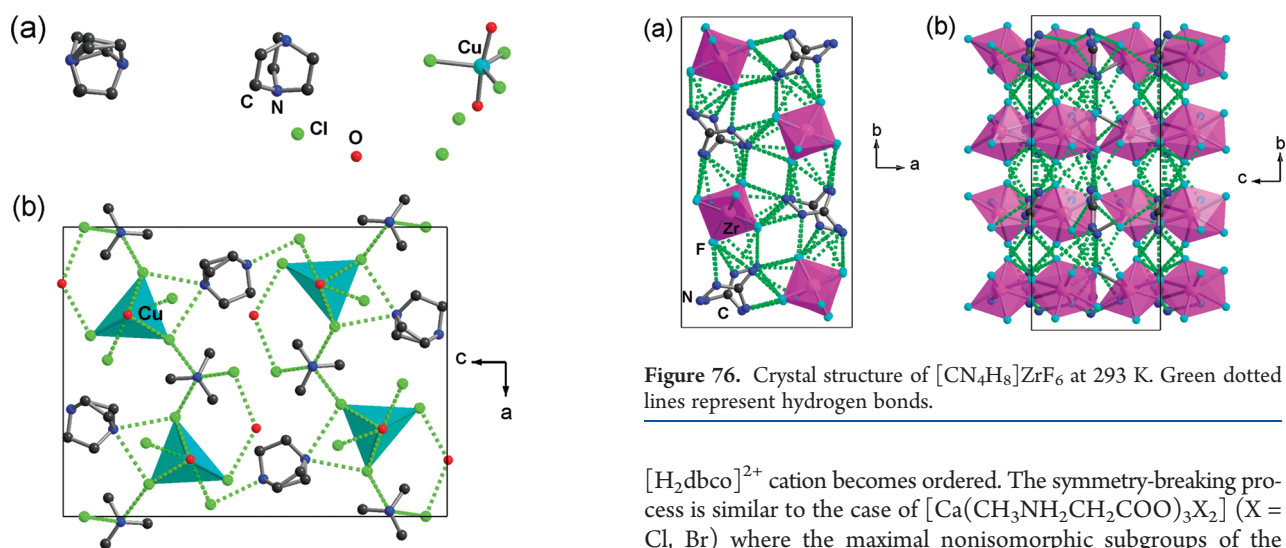 (a)
Cu
C
N
Cl
O
(b)
Cu
c
a
(a)
b
a
Zr
F
N
C
(b)
b
c
Figure 76. Crystal structure of [CN₄H₈]ZrF₆ at 293 K. Green dotted
lines represent hydrogen bonds.
[H₂dbco]²⁺ cation becomes ordered. The symmetry-breaking pro-
cess is similar to the case of [Ca(CH₃NH₂CH₂COO)₃X₂] (X =
Cl, Br) where the maximal nonisomorphic subgroups of the